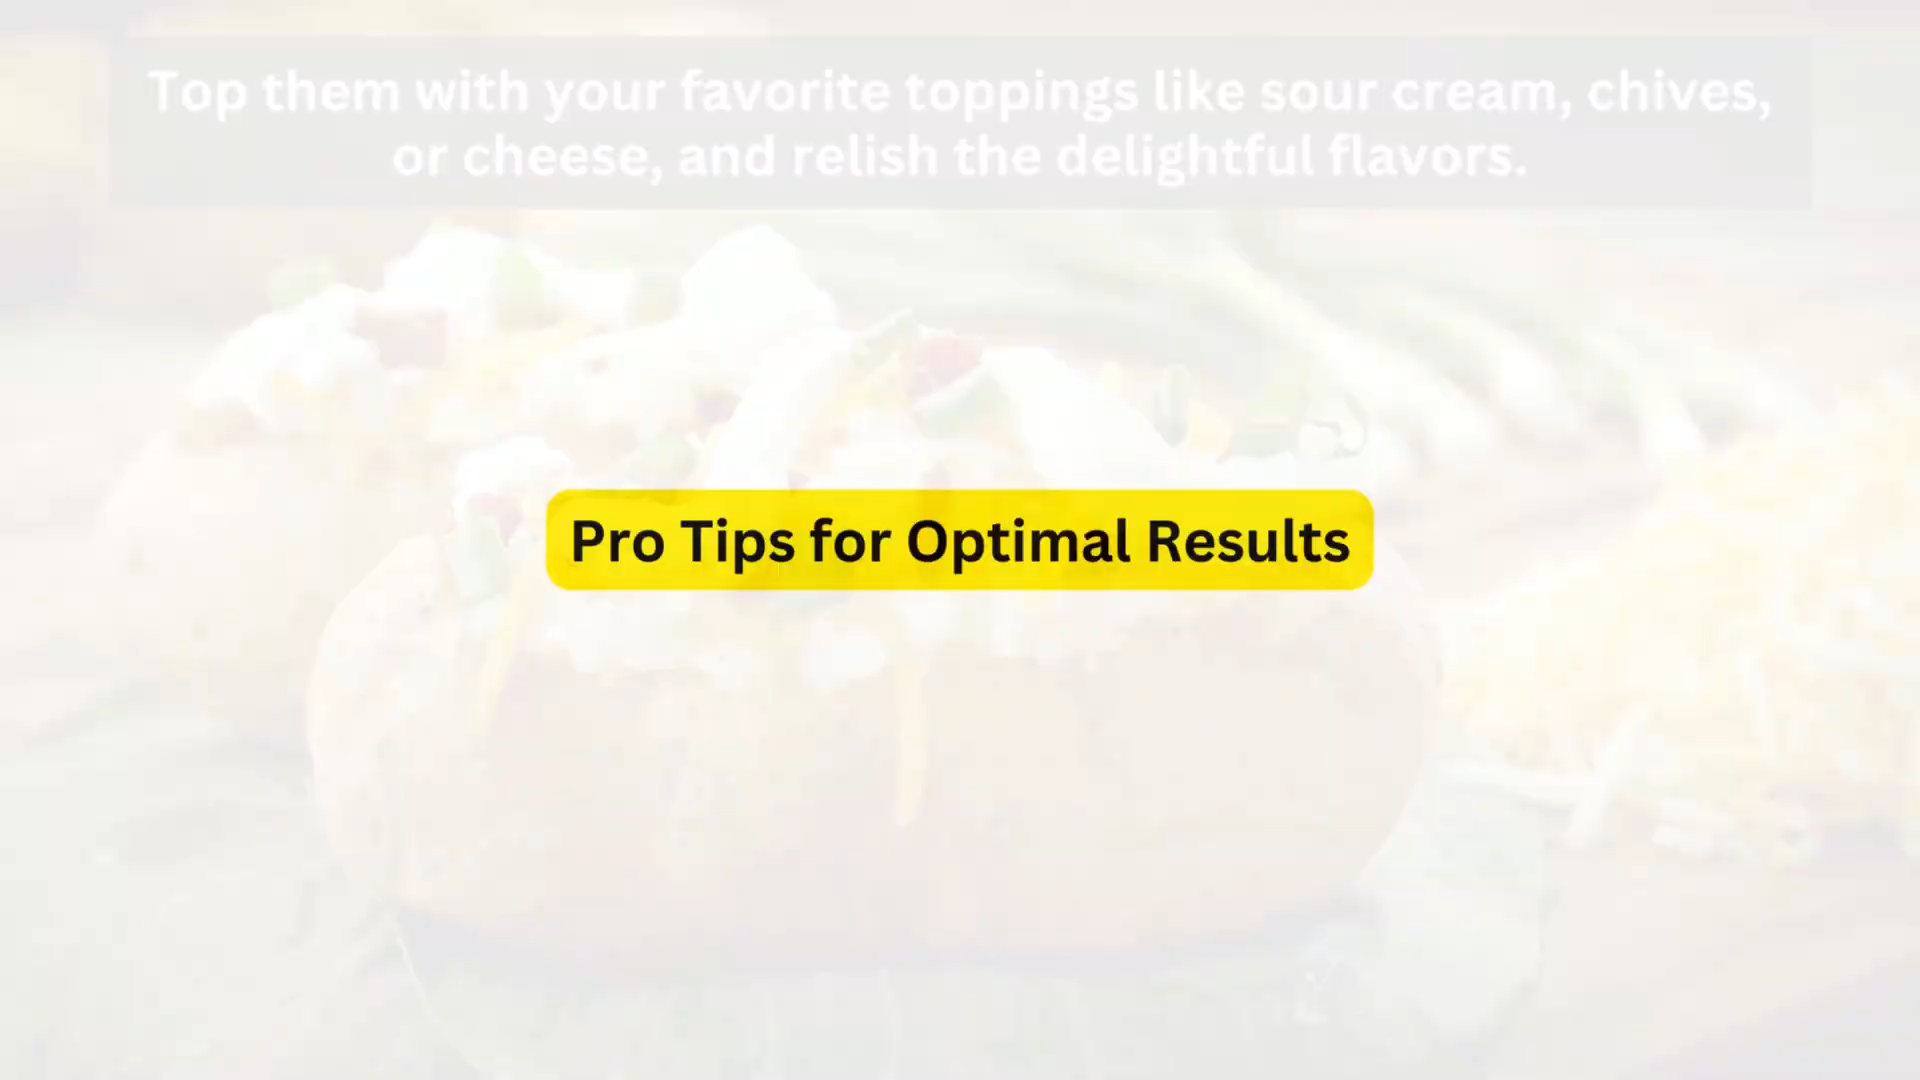 Top them with your favorite toppings like sour cream, chives,
or cheese, and relish the delightful flavors.
Pro Tips for Optimal Results